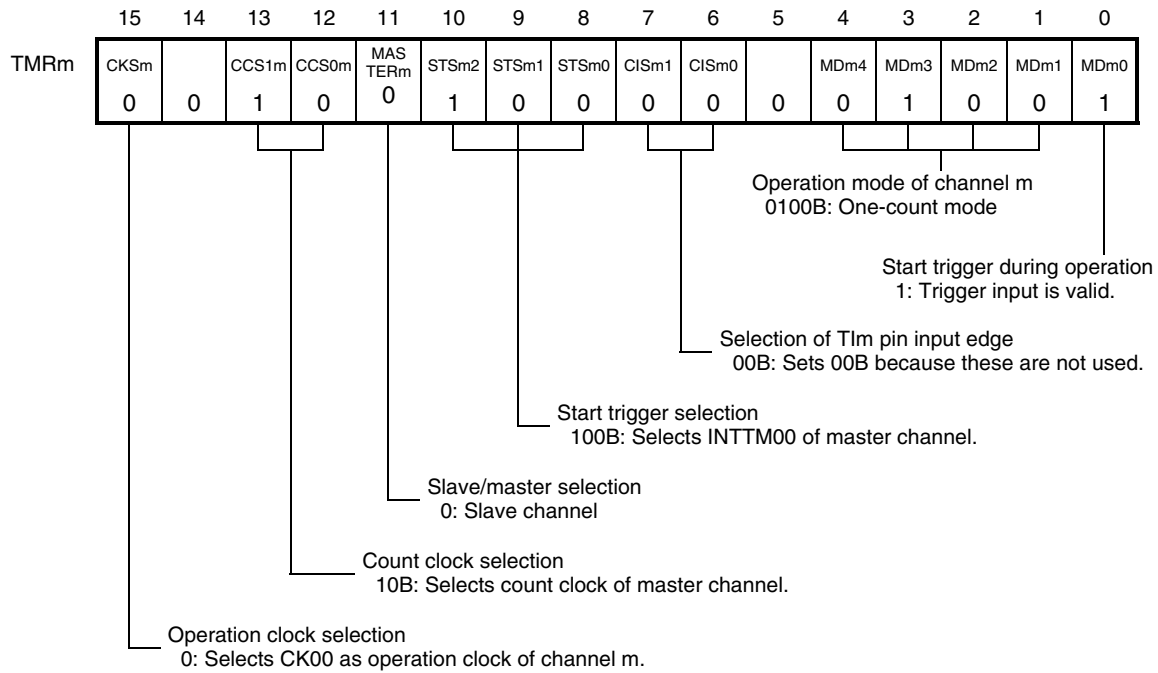 15 14 13 12 11 10 9 8 7 6 5 4 3 2 1 0
TMRm CKSm CCS1m CCS0m MAS TERm STSm2 STSm1 STSm0 CISm1 CISm0 MDm4 MDm3 MDm2 MDm1 MDm0
0 0 1 0 0 1 0 0 0 0 0 0 1 0 0 1
Operation mode of channel m
0100B: One-count mode
Start trigger during operation
1: Trigger input is valid.
Selection of TIm pin input edge
00B: Sets 00B because these are not used.
Start trigger selection
100B: Selects INTTM00 of master channel.
Slave/master selection
0: Slave channel
Count clock selection
10B: Selects count clock of master channel.
Operation clock selection
0: Selects CK00 as operation clock of channel m.